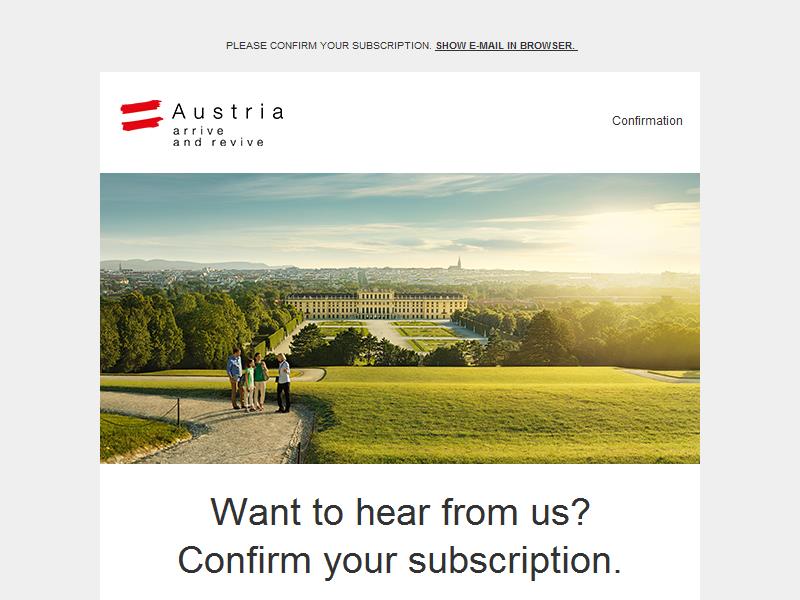 PLEASE CONFIRM YOUR SUBSCRIPTION. SHOW E-MAIL IN BROWSER.
Austria
arrive
and revive
Confirmation
Want to hear from us?
Confirm your subscription.